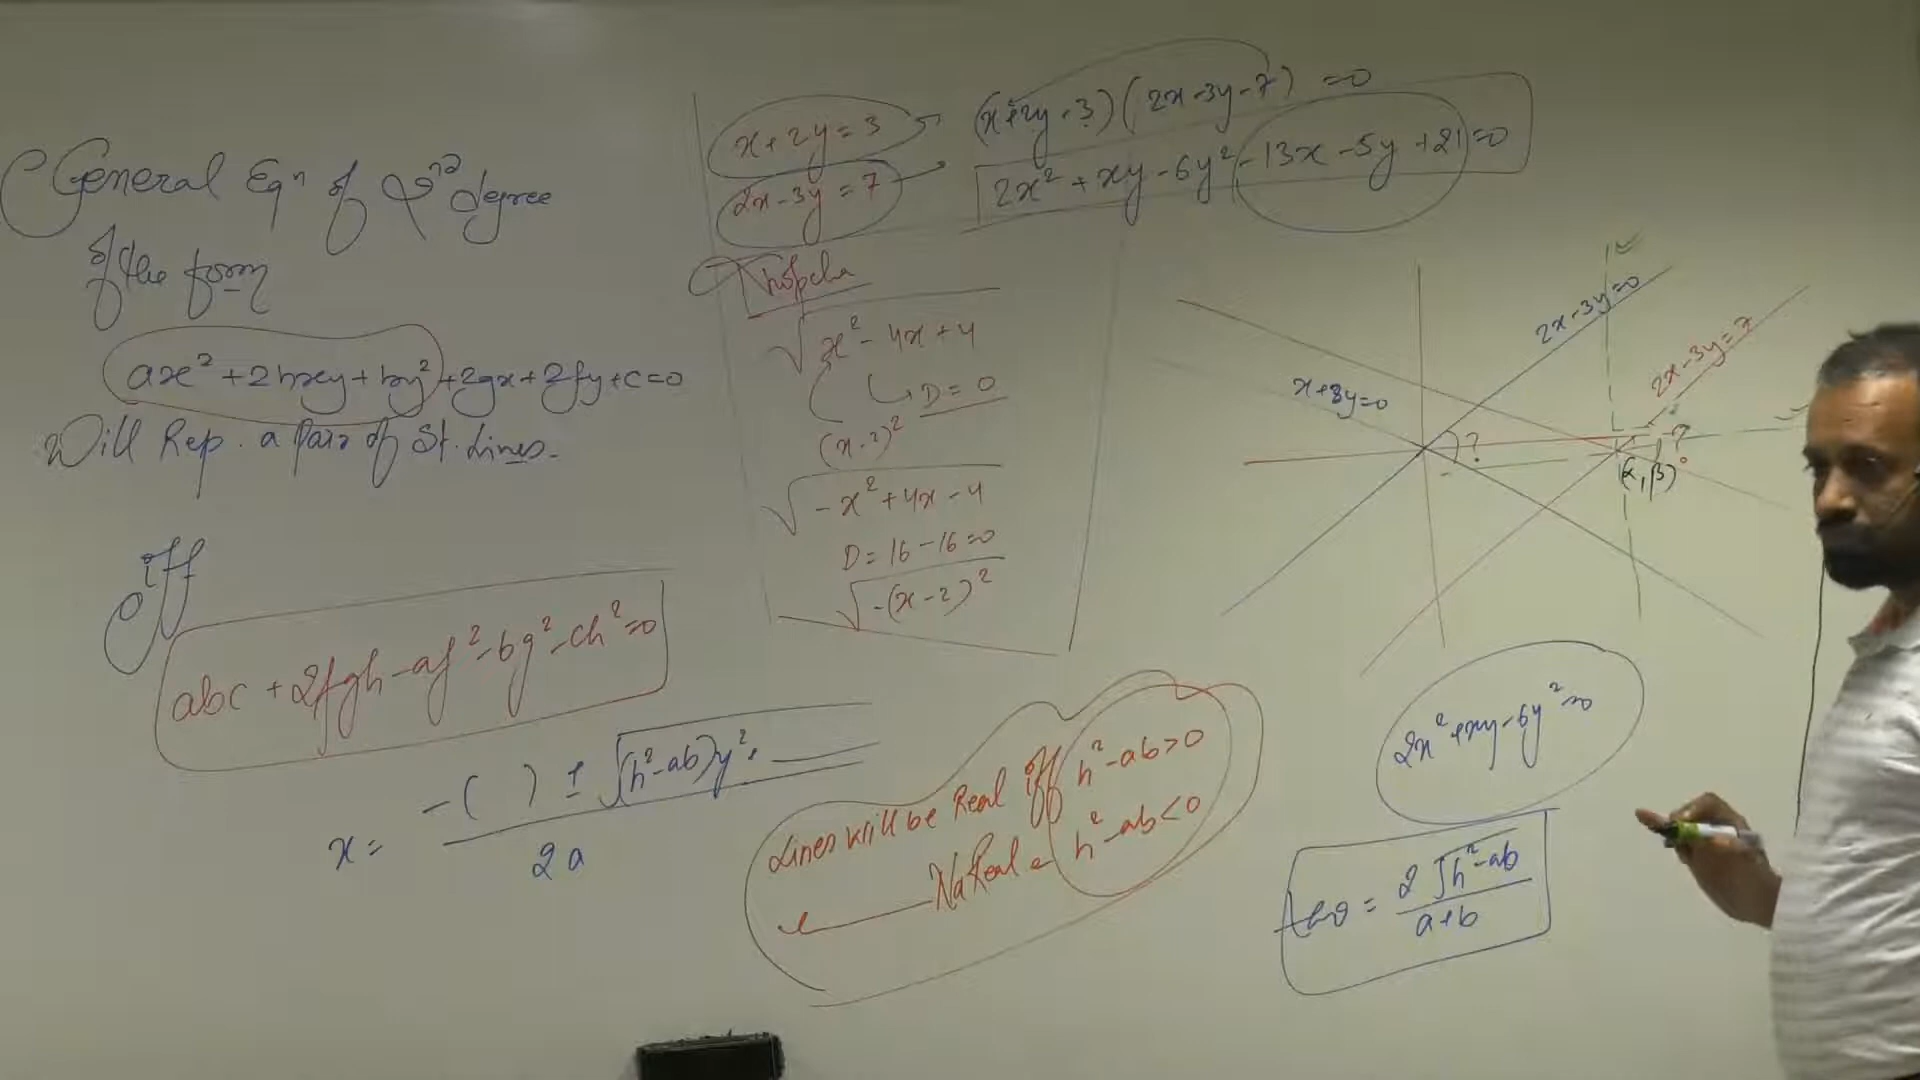 General Eqn of 2nd degree
of the form
ax² + 2hxy + by² + 2gx + 2fy + c = 0
Will Rep. a pair of St. Lines.
iff
abc + 2fgh - af² - bg² - ch² = 0
x = -( ) ± √(h²-ab)y² + / 2a
x + 2y = 3
2x - 3y = 7
(x+2y-3)(2x-3y-7) = 0
2x² + xy - 6y² - 13x - 5y + 21 = 0
√x² - 4x + 4
D = 0
(x-2)²
√-x² + 4x - 4
D = 16 - 16 = 0
√-(x-2)²
Lines will be Real iff h² - ab > 0
Not Real h² - ab < 0
2x - 3y = 0
2x - 3y = 7
x + 2y = 0
?
?
(α, β)
2x² + xy - 6y² = 0
tanθ = 2√h²-ab / a+b